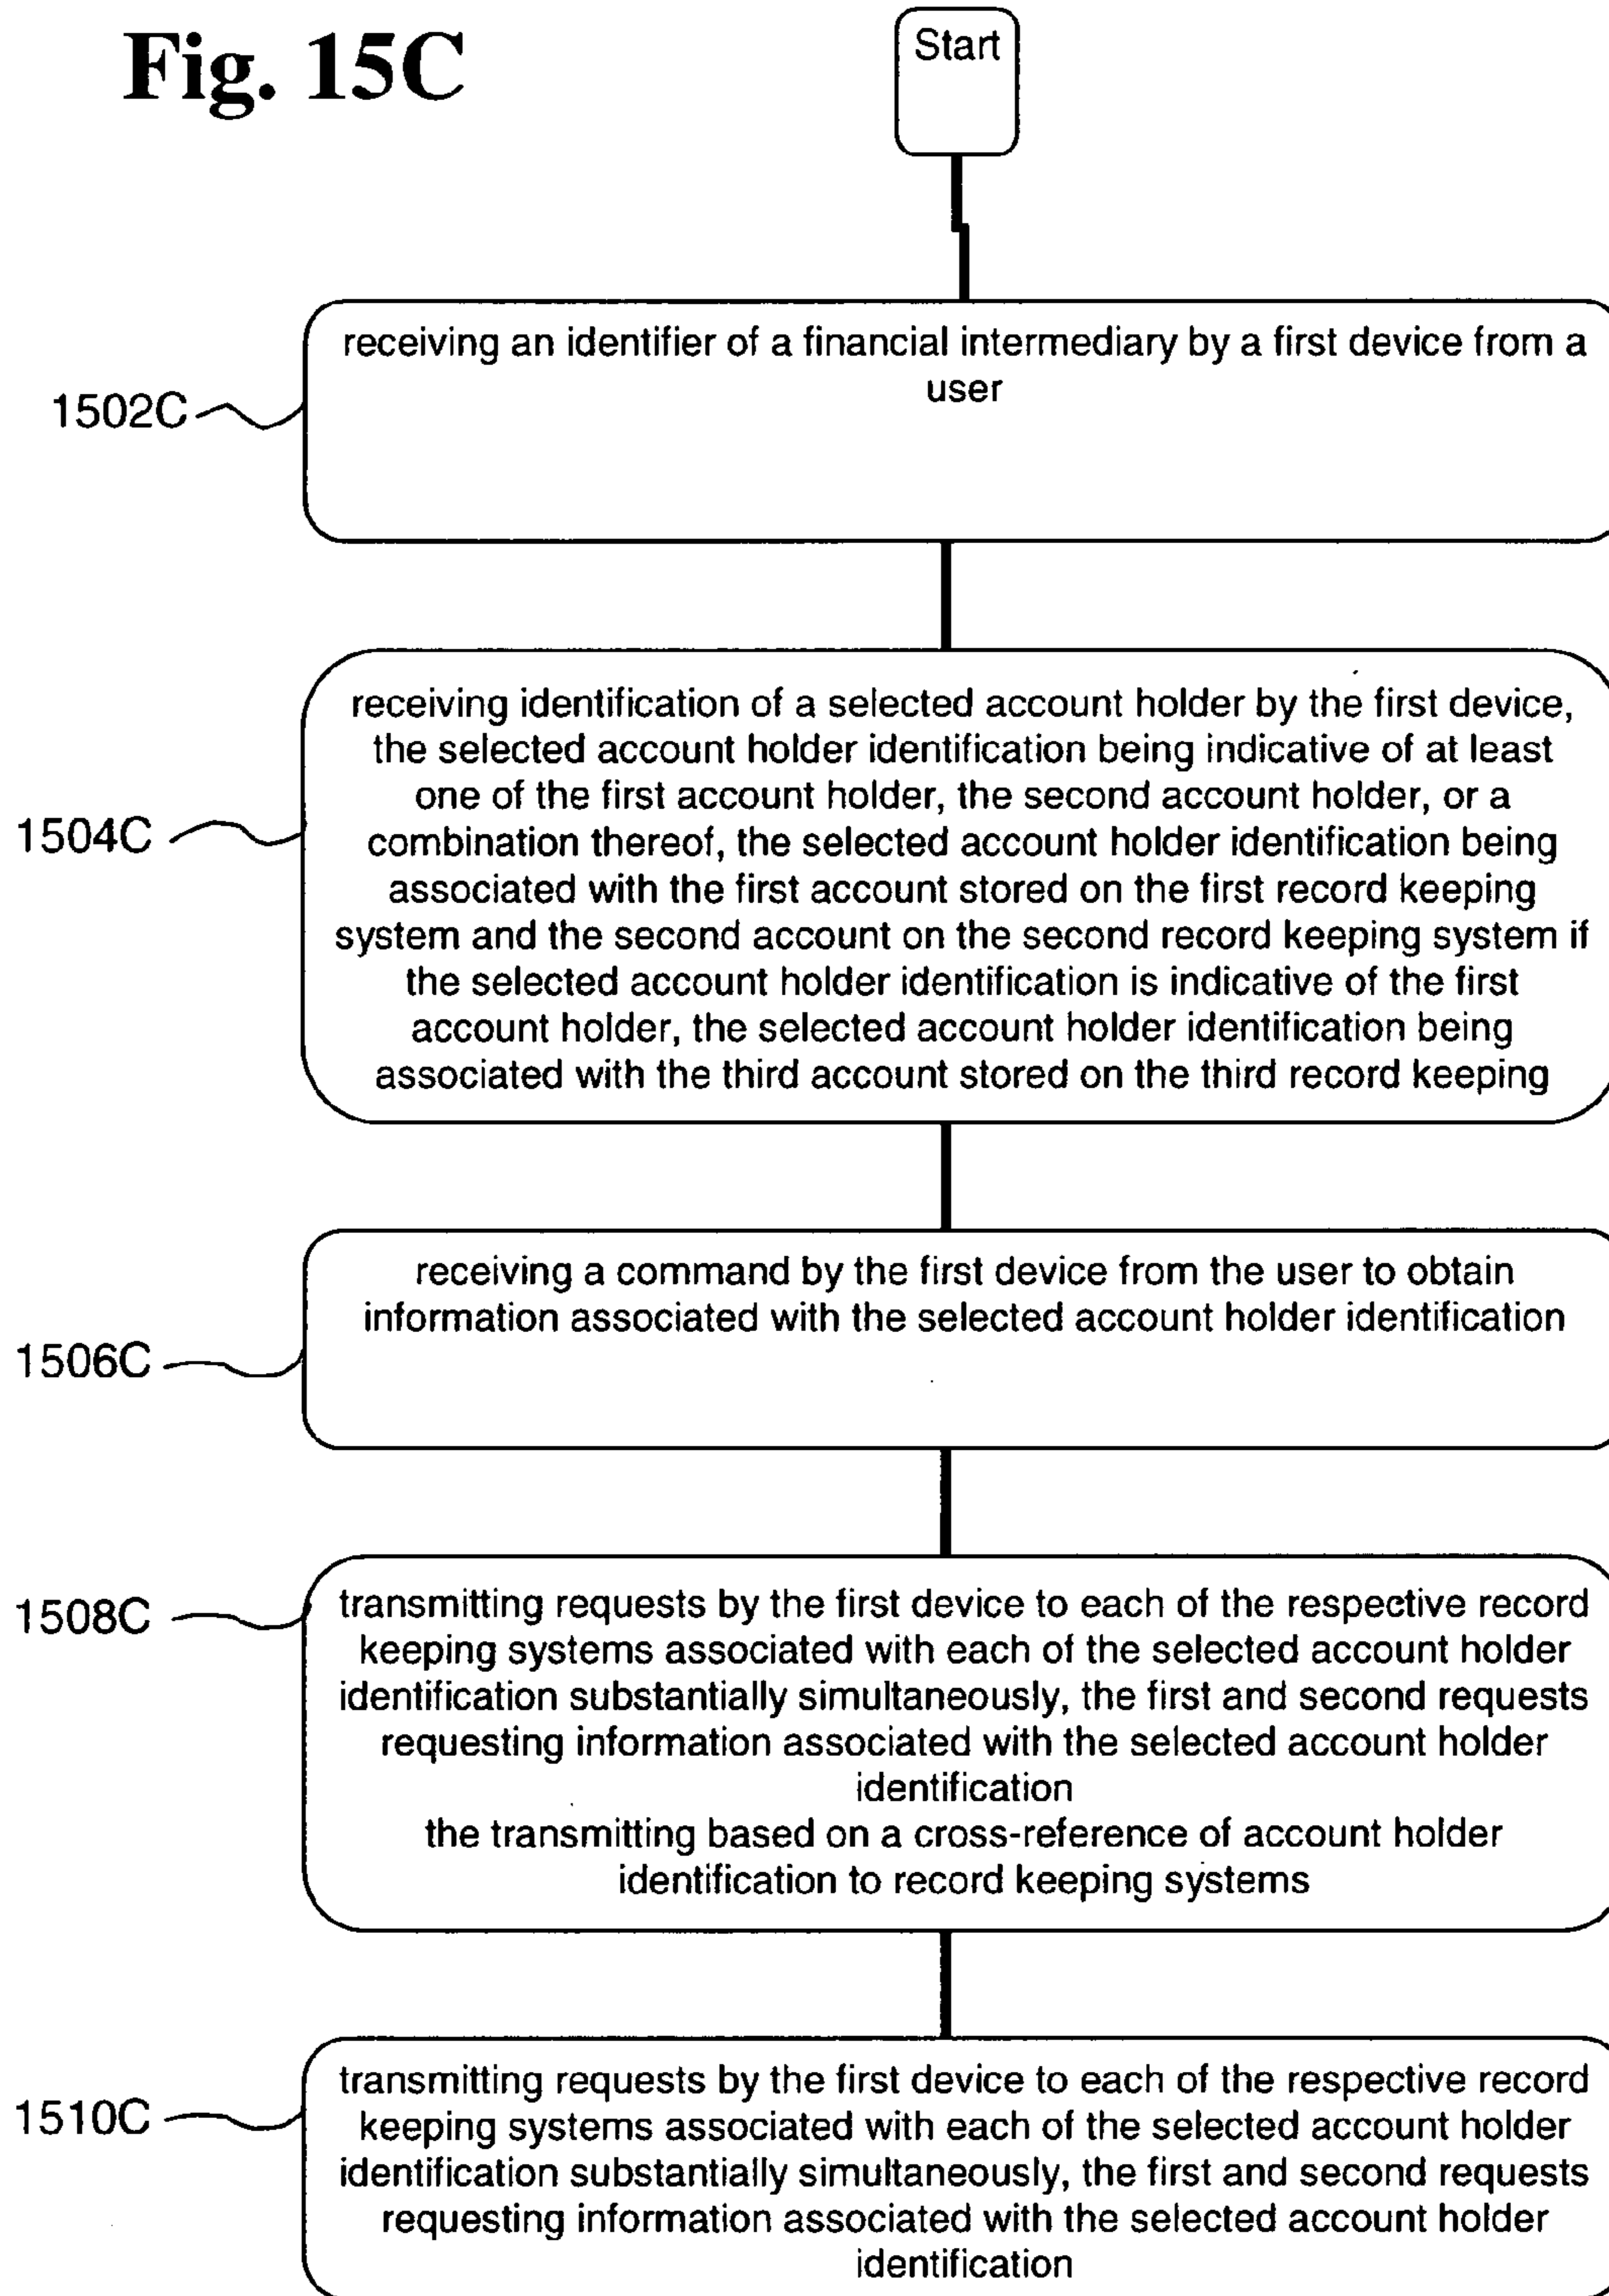 Fig. 15C
Start
receiving an identifier of a financial intermediary by a first device from a
user
1502C
receiving identification of a selected account holder by the first device,
the selected account holder identification being indicative of at least
one of the first account holder, the second account holder, or a
combination thereof, the selected account holder identification being
associated with the first account stored on the first record keeping
system and the second account on the second record keeping system if
the selected account holder identification is indicative of the first
account holder, the selected account holder identification being
associated with the third account stored on the third record keeping
1504C
receiving a command by the first device from the user to obtain
information associated with the selected account holder identification
1506C
transmitting requests by the first device to each of the respective record
keeping systems associated with each of the selected account holder
identification substantially simultaneously, the first and second requests
requesting information associated with the selected account holder
identification
the transmitting based on a cross-reference of account holder
identification to record keeping systems
1508C
transmitting requests by the first device to each of the respective record
keeping systems associated with each of the selected account holder
identification substantially simultaneously, the first and second requests
requesting information associated with the selected account holder
identification
1510C